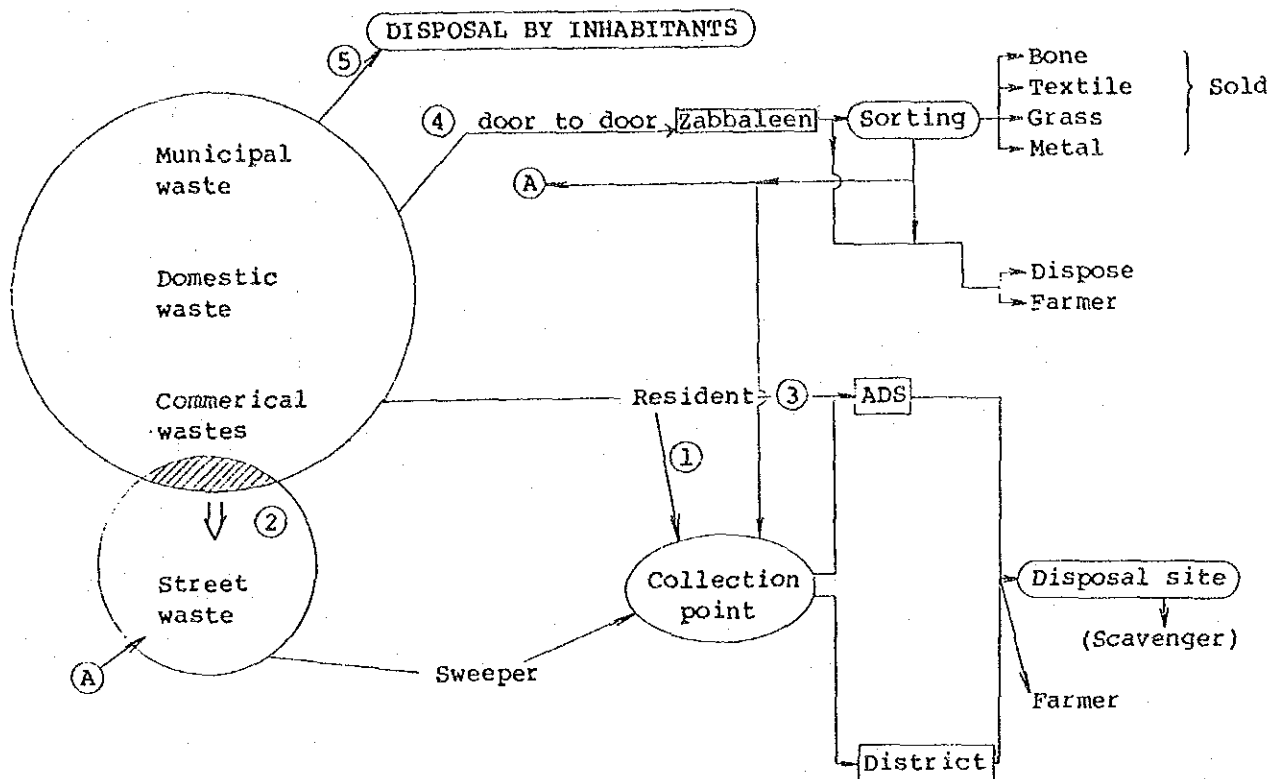 DISPOSAL BY INHABITANTS
⑤
④ door to door Zabbaleen Sorting
Bone
Textile
Grass
Metal
Sold
Municipal
waste
Ⓐ
Domestic
waste
Dispose
Farmer
Commerical
wastes
Resident ③ ADS
①
②
Street
waste
Collection
point
Disposal site
(Scavenger)
Ⓐ
Sweeper
Farmer
District